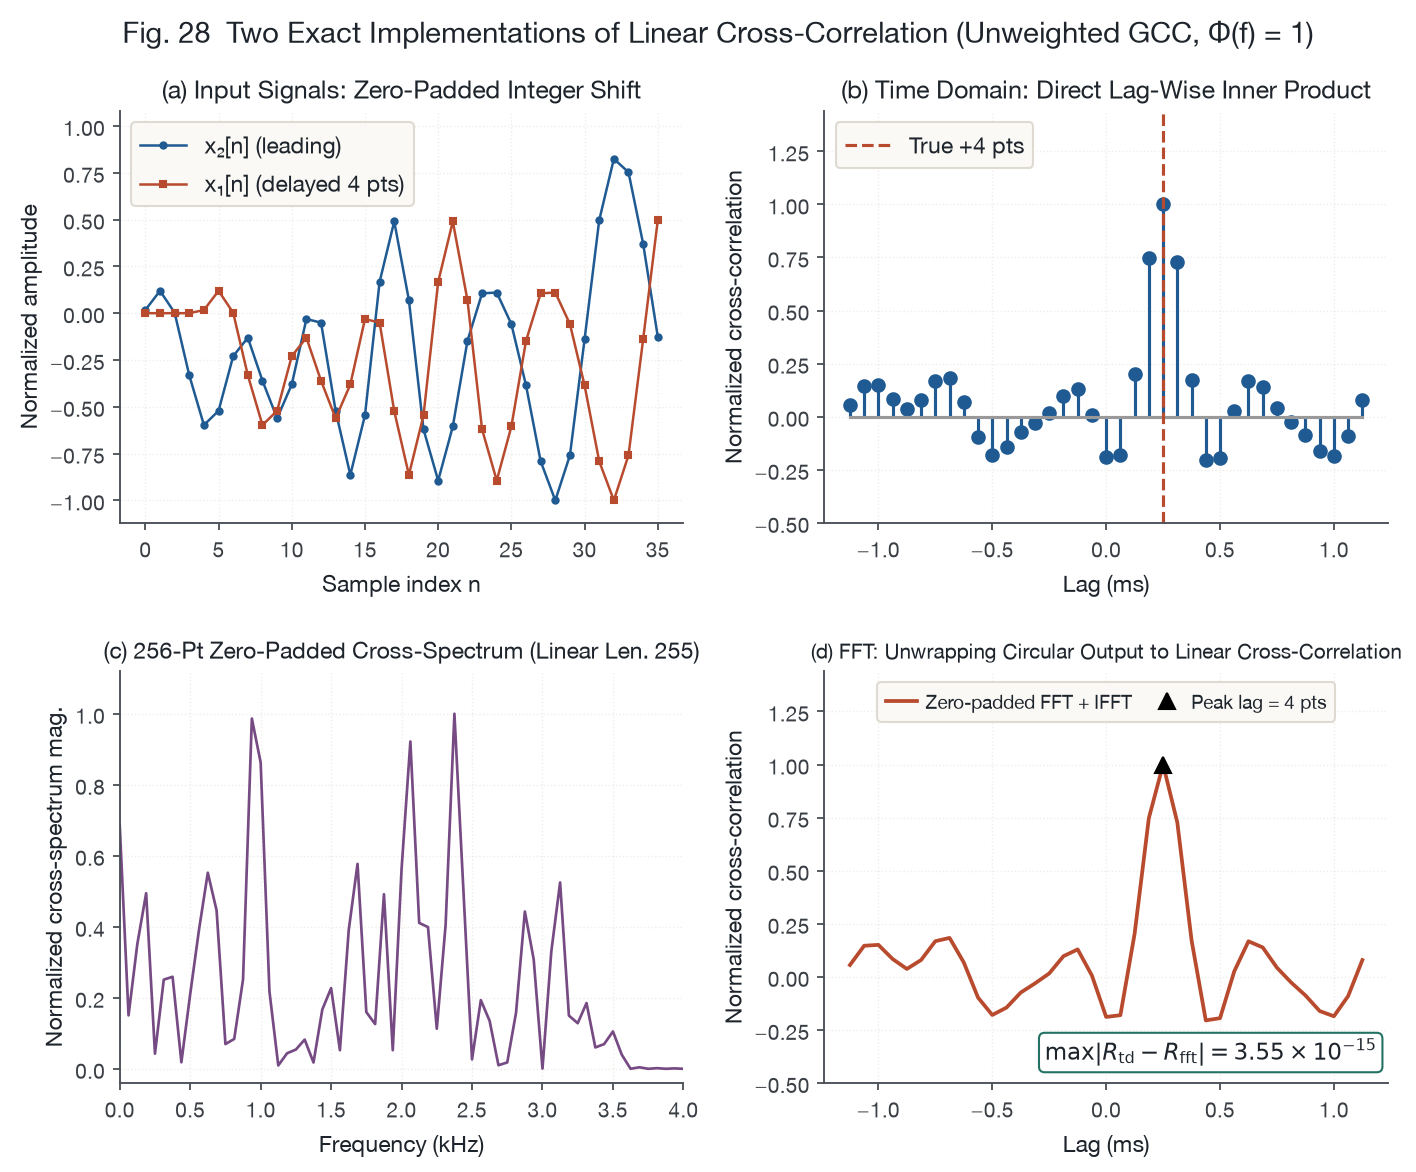 Fig. 28  Two Exact Implementations of Linear Cross-Correlation (Unweighted GCC, Φ(f) = 1)
(a) Input Signals: Zero-Padded Integer Shift
Normalized amplitude
1.00
0.75
0.50
0.25
0.00
−0.25
−0.50
−0.75
−1.00
x₂[n] (leading)
x₁[n] (delayed 4 pts)
0 5 10 15 20 25 30 35
Sample index n
(b) Time Domain: Direct Lag-Wise Inner Product
Normalized cross-correlation
1.25
1.00
0.75
0.50
0.25
0.00
−0.25
−0.50
True +4 pts
−1.0 −0.5 0.0 0.5 1.0
Lag (ms)
(c) 256-Pt Zero-Padded Cross-Spectrum (Linear Len. 255)
Normalized cross-spectrum mag.
1.0
0.8
0.6
0.4
0.2
0.0
0.0 0.5 1.0 1.5 2.0 2.5 3.0 3.5 4.0
Frequency (kHz)
(d) FFT: Unwrapping Circular Output to Linear Cross-Correlation
Normalized cross-correlation
1.25
1.00
0.75
0.50
0.25
0.00
−0.25
−0.50
Zero-padded FFT + IFFT Peak lag = 4 pts
max|R_td − R_fft| = 3.55 × 10⁻¹⁵
−1.0 −0.5 0.0 0.5 1.0
Lag (ms)